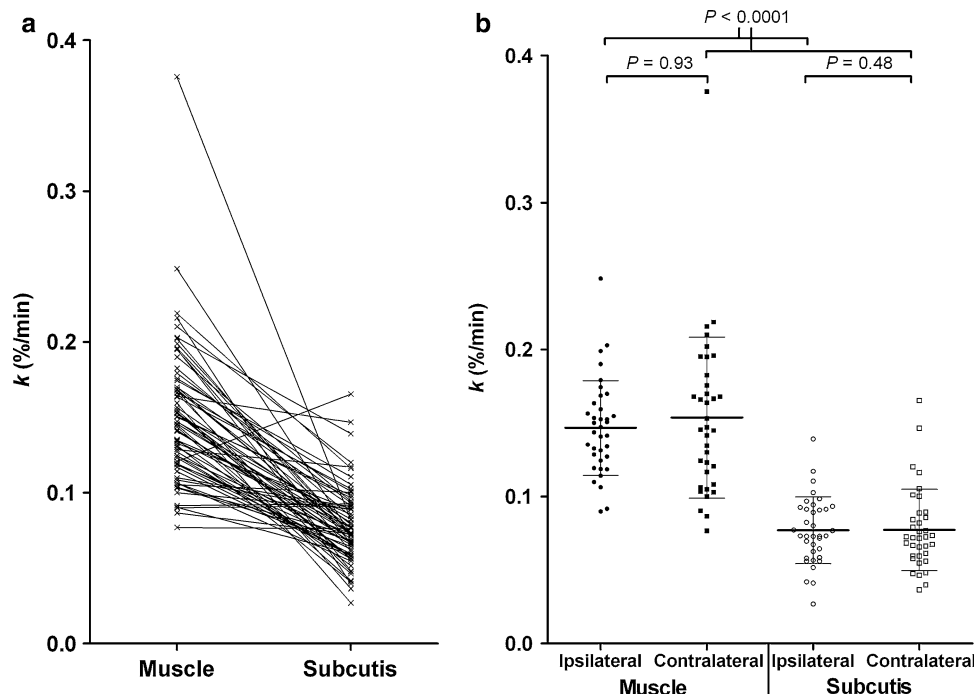 a
0.4
0.3
0.2
0.1
0.0
k (%/min)
Muscle
Subcutis
b
P < 0.0001
P = 0.93
P = 0.48
0.4
0.3
0.2
0.1
0.0
k (%/min)
Ipsilateral
Contralateral
Ipsilateral
Contralateral
Muscle
Subcutis